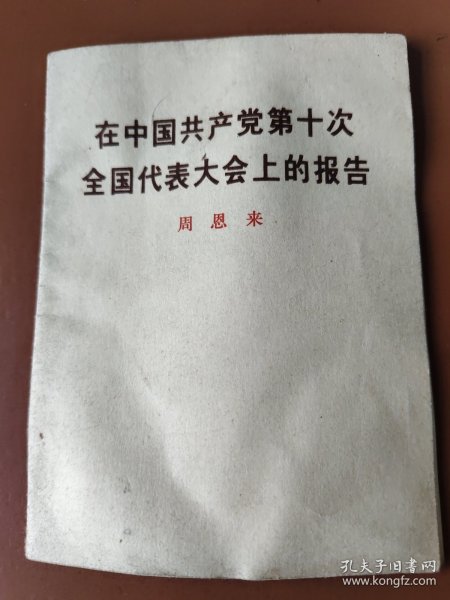 在中国共产党第十次
全国代表大会上的报告
周恩来
孔夫子旧书网
www.kongfz.com